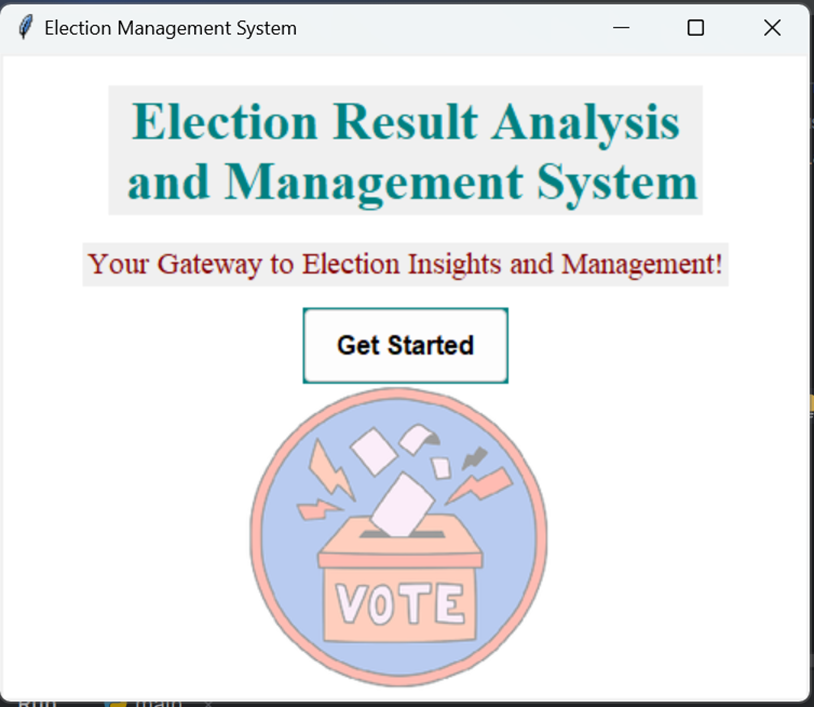 Election Management System
Election Result Analysis
and Management System
Your Gateway to Election Insights and Management!
Get Started
VOTE
main